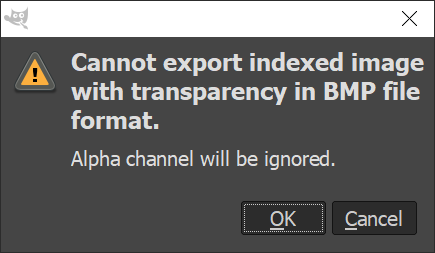 Cannot export indexed image
with transparency in BMP file
format.
Alpha channel will be ignored.
OK
Cancel